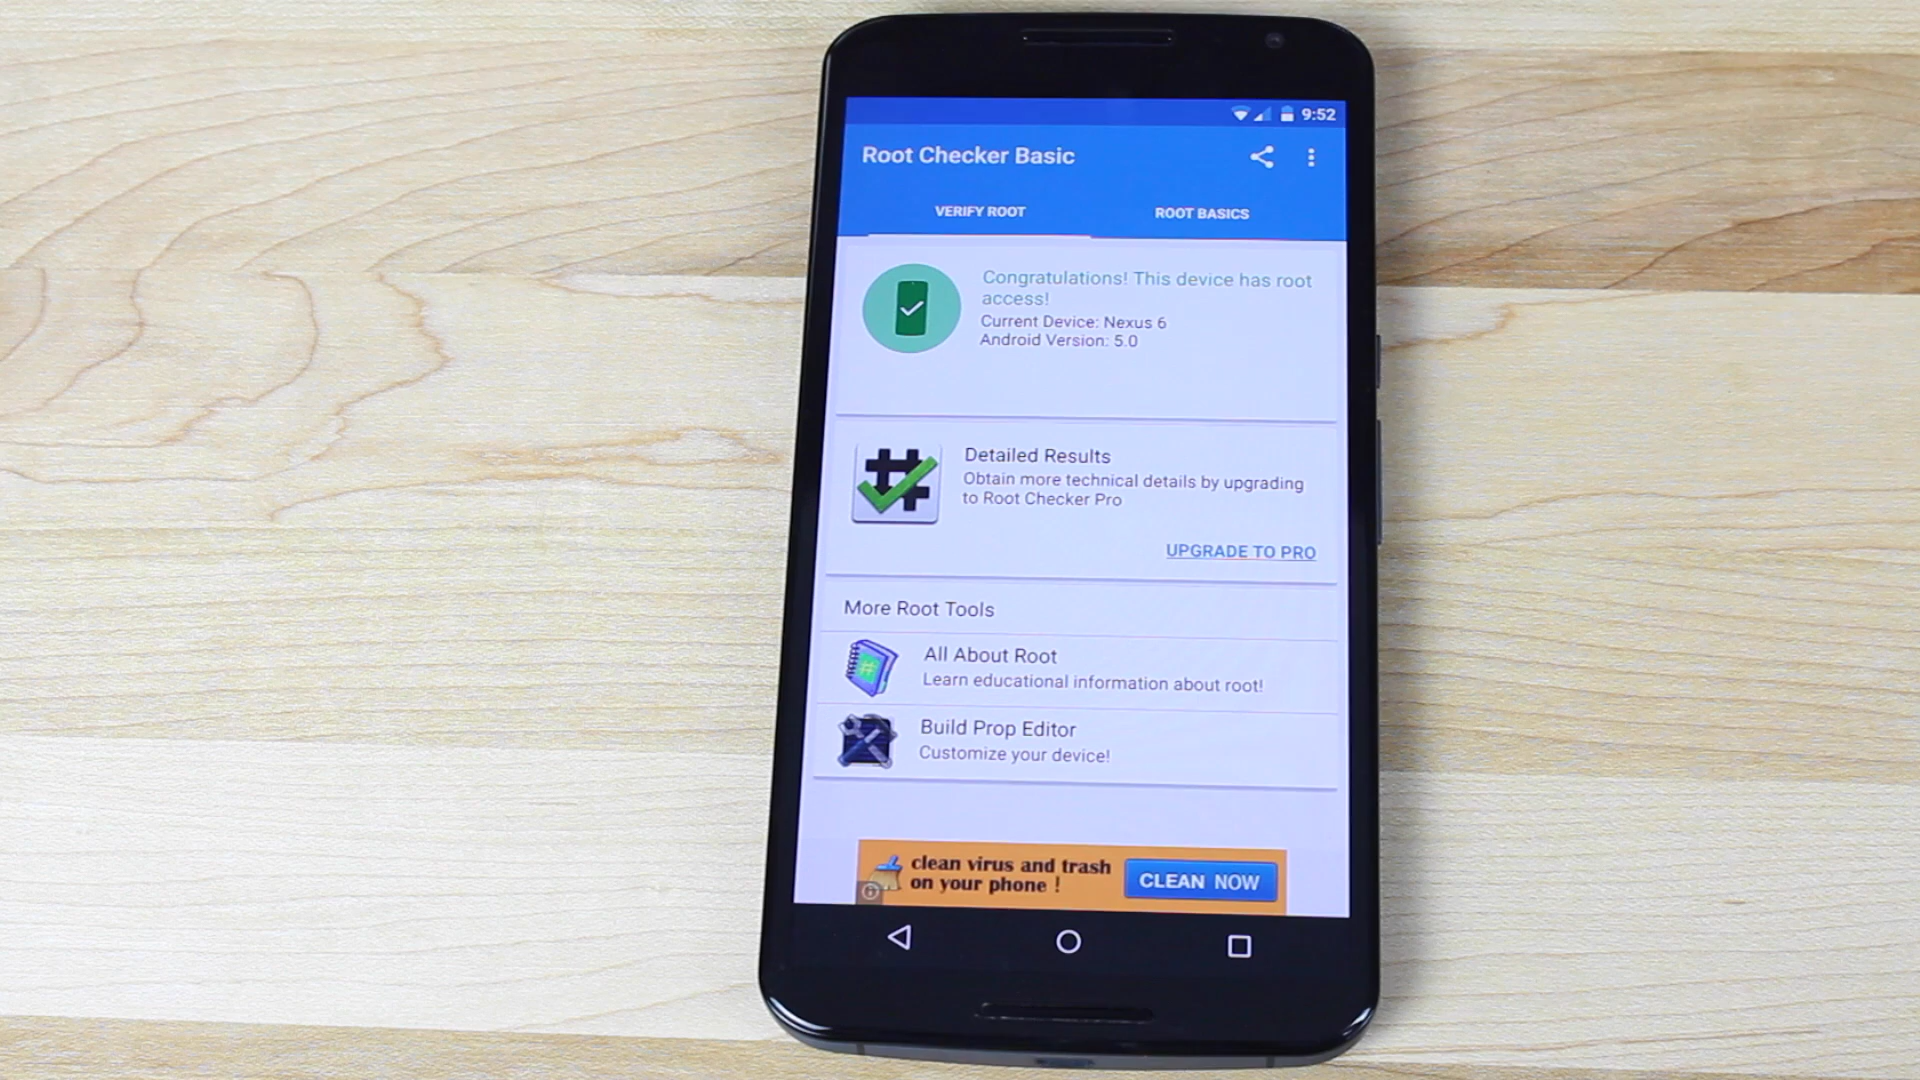 9:52
Root Checker Basic
VERIFY ROOT
ROOT BASICS
Congratulations! This device has root
access!
Current Device: Nexus 6
Android Version: 5.0
Detailed Results
Obtain more technical details by upgrading
to Root Checker Pro
UPGRADE TO PRO
More Root Tools
All About Root
Learn educational information about root!
Build Prop Editor
Customize your device!
clean virus and trash
on your phone !
CLEAN NOW